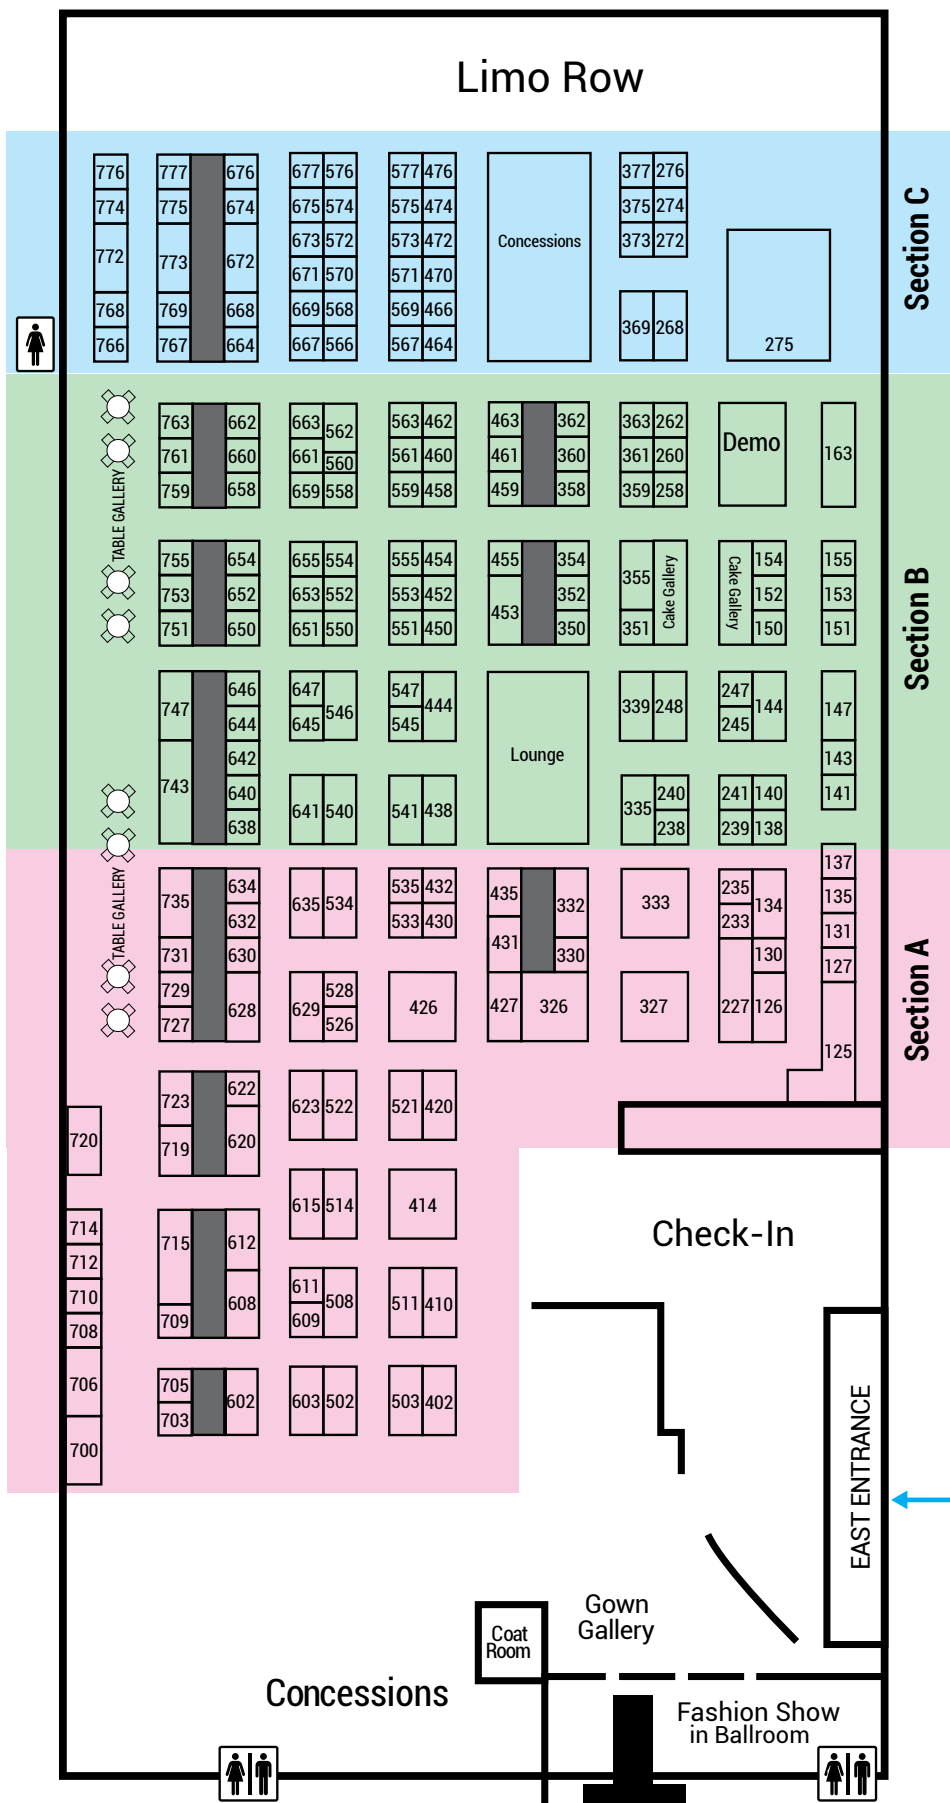 Limo Row
Section C
776 777 676 677 576 577 476 377 276
774 775 674 675 574 575 474 Concessions 375 274
772 773 672 673 572 573 472 373 272
671 570 571 470
768 769 668 669 568 569 466 369 268
766 767 664 667 566 567 464 275
Section B
TABLE GALLERY
763 662 663 562 563 462 463 362 363 262 Demo 163
761 660 661 560 561 460 461 360 361 260
759 658 659 558 559 458 459 358 359 258
755 654 655 554 555 454 455 354 355 Cake Gallery Cake Gallery 154 155
753 652 653 552 553 452 453 352 152 153
751 650 651 550 551 450 350 351 150 151
747 646 647 546 547 444 Lounge 339 248 247 144 147
644 645 545 245
743 642 143
640 641 540 541 438 335 240 241 140 141
638 238 239 138
Section A
TABLE GALLERY
137
735 634 635 534 535 432 435 332 333 235 134 135
632 533 430 233 131
731 630 431 330 130 127
729 628 629 528 426 427 326 327 227 126
727 526
125
723 622 623 522 521 420
720 719 620
615 514 414
714 715 612
712
710 611 508 511 410
708 709 608 609
706 705 602 603 502 503 402
703
700
Check-In
EAST ENTRANCE
Gown
Gallery
Coat
Room
Concessions
Fashion Show
in Ballroom